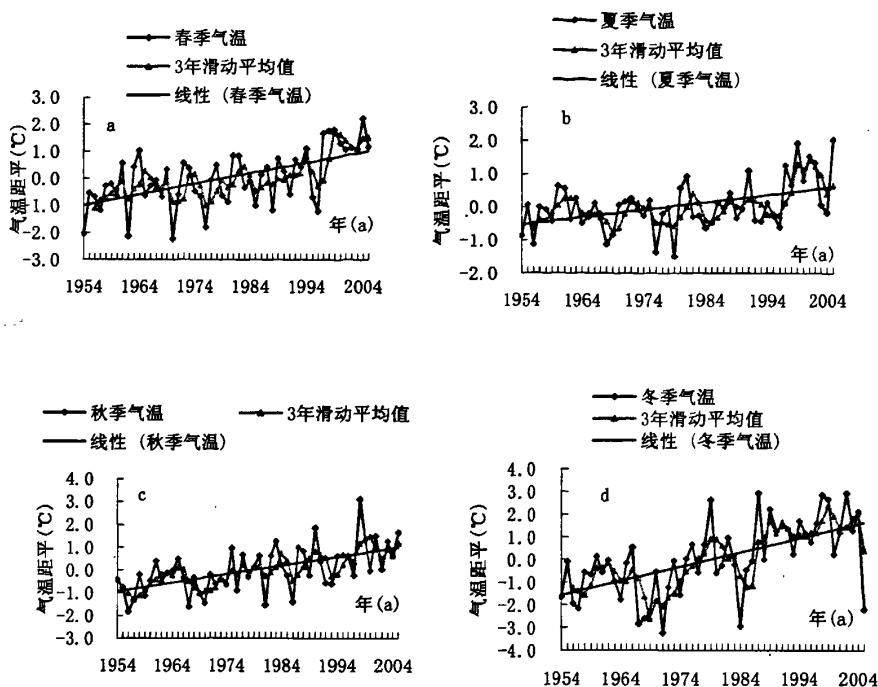 春季气温
3年滑动平均值
线性 (春季气温)
3.0
2.0
1.0
0.0
-1.0
-2.0
-3.0
气温距平(℃)
a
年(a)
1954 1964 1974 1984 1994 2004
夏季气温
3年滑动平均值
线性 (夏季气温)
3.0
2.0
1.0
0.0
-1.0
-2.0
气温距平(℃)
b
年(a)
1954 1964 1974 1984 1994 2004
秋季气温 3年滑动平均值
线性 (秋季气温)
4.0
3.0
2.0
1.0
0.0
-1.0
-2.0
-3.0
气温距平(℃)
c
年(a)
1954 1964 1974 1984 1994 2004
冬季气温
3年滑动平均值
线性 (冬季气温)
4.0
3.0
2.0
1.0
0.0
-1.0
-2.0
-3.0
-4.0
气温距平(℃)
d
年(a)
1954 1964 1974 1984 1994 2004